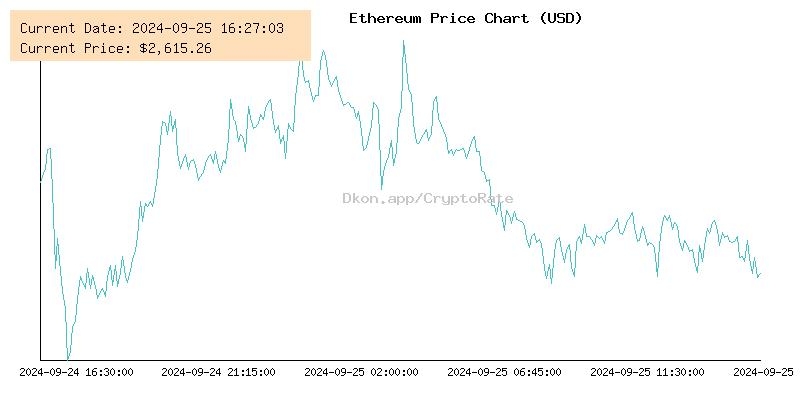 Ethereum Price Chart (USD)
Current Date: 2024-09-25 16:27:03
Current Price: $2,615.26
Dkon.app/CryptoRate
2024-09-24 16:30:00
2024-09-24 21:15:00
2024-09-25 02:00:00
2024-09-25 06:45:00
2024-09-25 11:30:00
2024-09-25